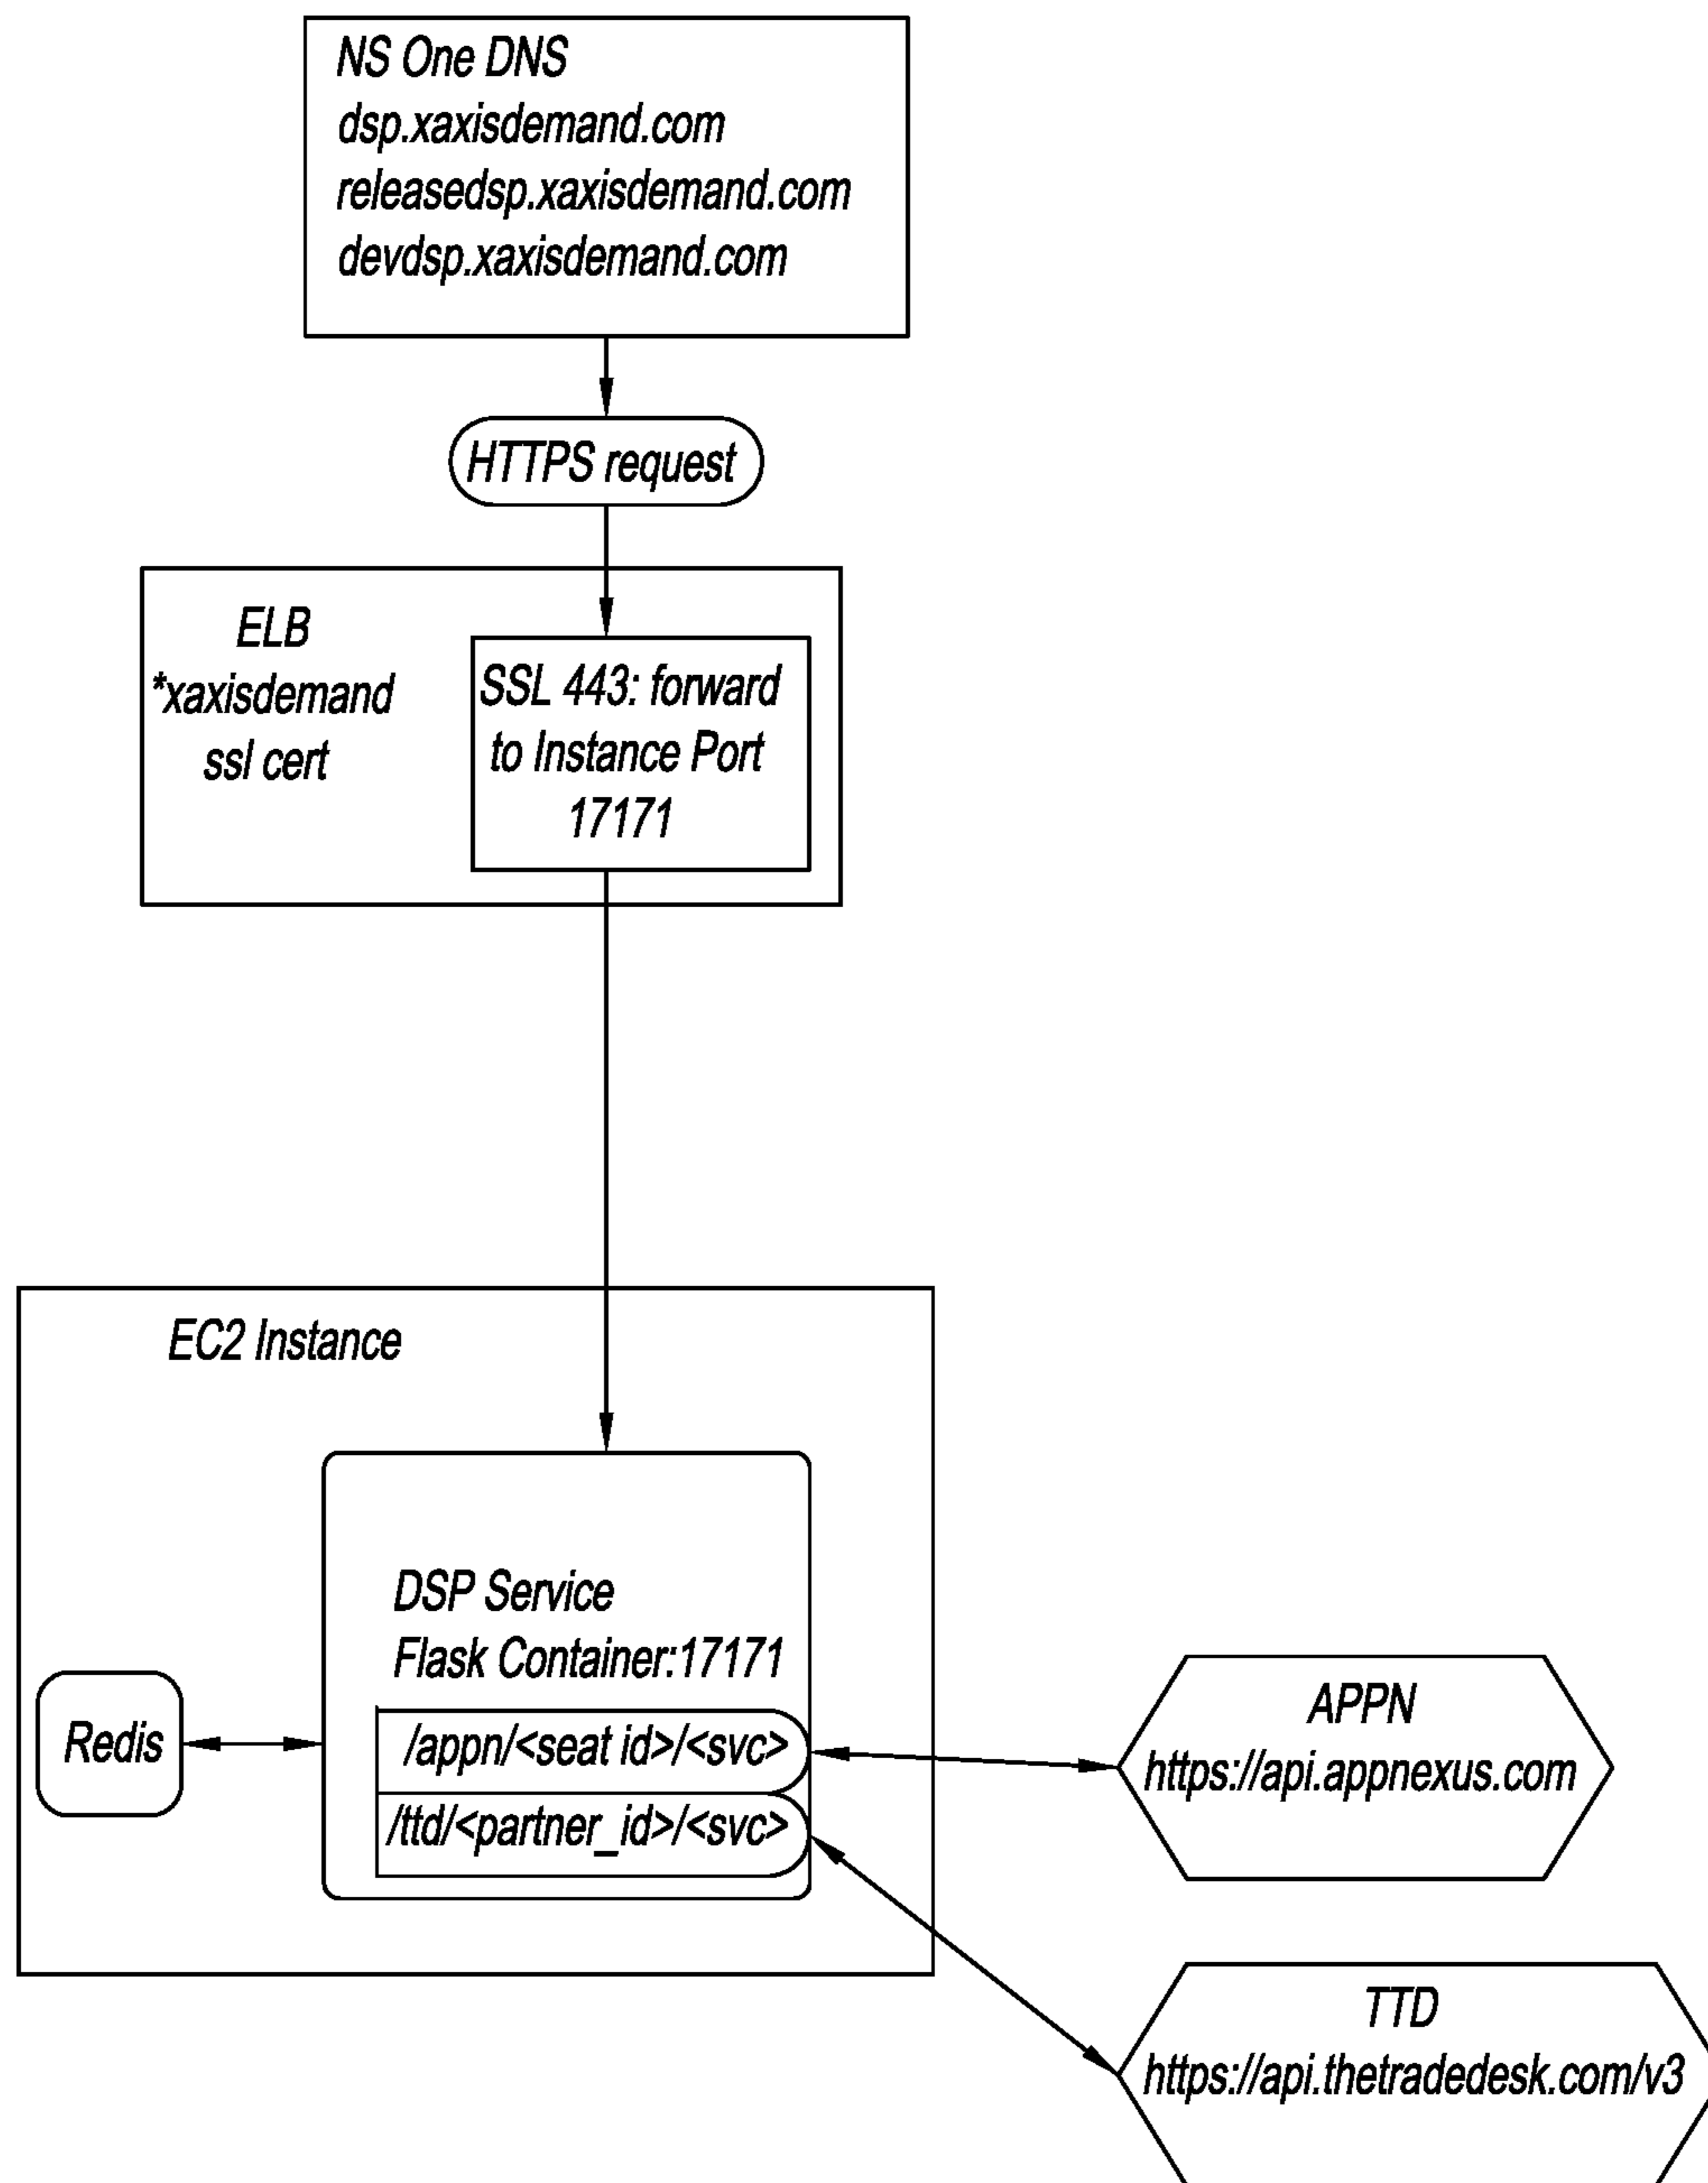 NS One DNS
dsp.xaxisdemand.com
releasedsp.xaxisdemand.com
devdsp.xaxisdemand.com
HTTPS request
ELB
*xaxisdemand
ssl cert
SSL 443: forward
to Instance Port
17171
EC2 Instance
DSP Service
Flask Container:17171
Redis
/appn/<seat id>/<svc>
/ttd/<partner_id>/<svc>
APPN
https://api.appnexus.com
TTD
https://api.thetradedesk.com/v3